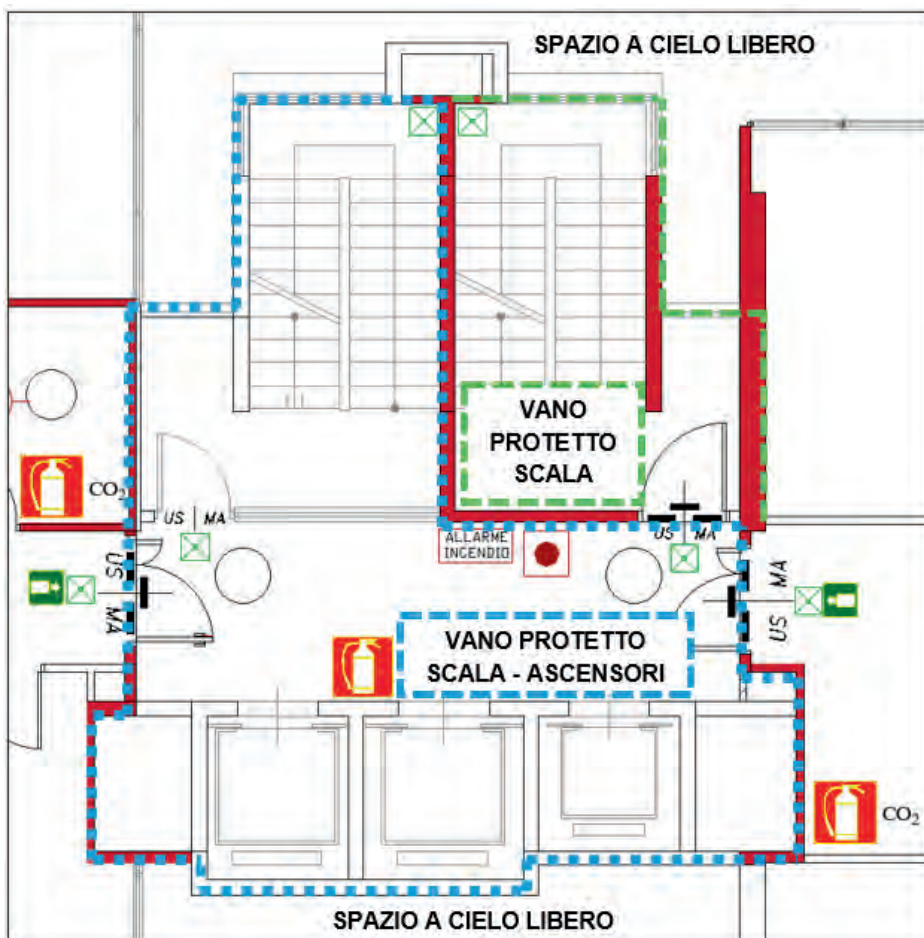 SPAZIO A CIELO LIBERO
VANO
PROTETTO
SCALA
CO2
US MA
ALLARME
INCENDIO
US MA
US MA
US MA
VANO PROTETTO
SCALA - ASCENSORI
CO2
SPAZIO A CIELO LIBERO